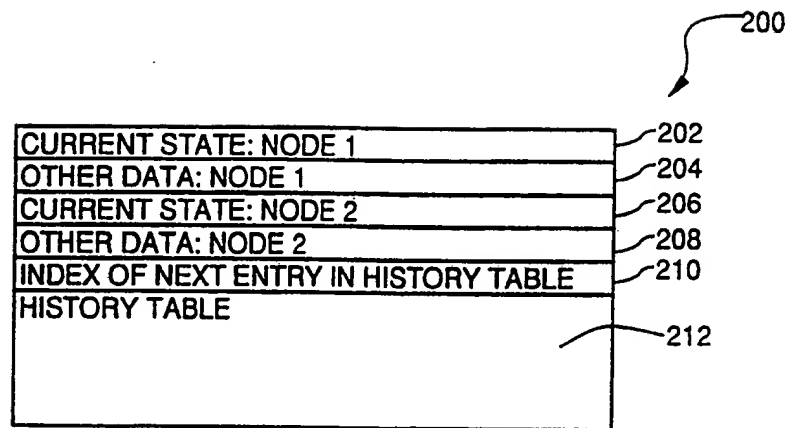 200
CURRENT STATE: NODE 1 202
OTHER DATA: NODE 1 204
CURRENT STATE: NODE 2 206
OTHER DATA: NODE 2 208
INDEX OF NEXT ENTRY IN HISTORY TABLE 210
HISTORY TABLE
212